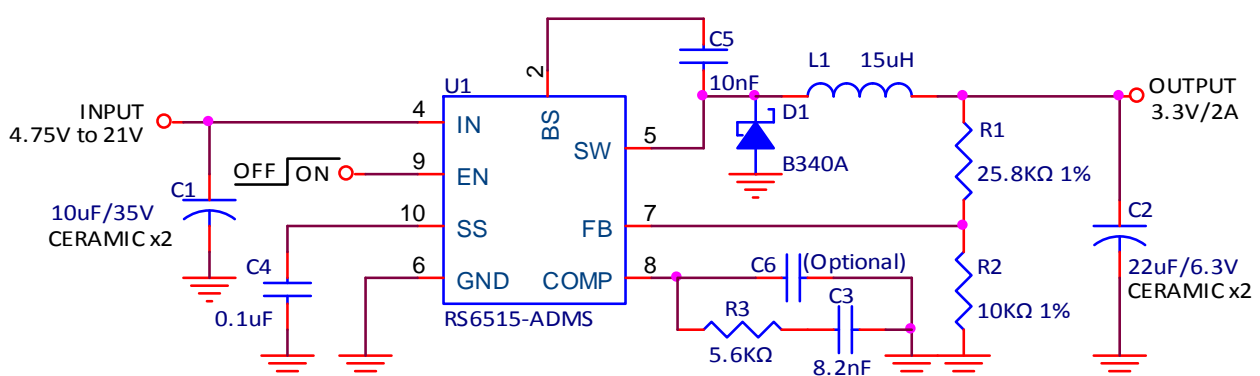 C5
10nF
L1 15uH
OUTPUT
3.3V/2A
INPUT
4.75V to 21V
U1
2
BS
4
IN
SW
5
D1
B340A
R1
25.8KΩ 1%
OFF ON
9
EN
C1
10uF/35V
CERAMIC x2
10
SS
FB
7
C4
0.1uF
6
GND
COMP
8
C6 (Optional)
R3
5.6KΩ
C3
8.2nF
R2
10KΩ 1%
C2
22uF/6.3V
CERAMIC x2
RS6515-ADMS